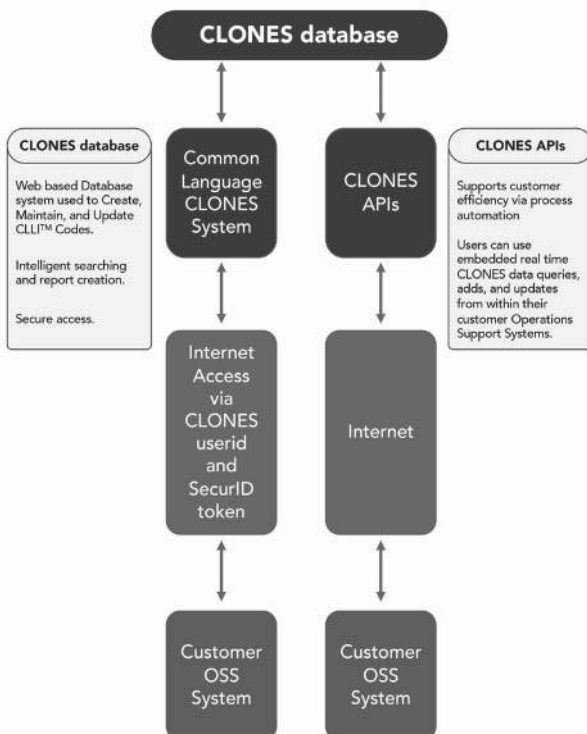 CLONES database
CLONES database
Web based Database
system used to Create,
Maintain, and Update
CLLI™ Codes.
Intelligent searching
and report creation.
Secure access.
Common
Language
CLONES
System
CLONES
APIs
CLONES APIs
Supports customer
efficiency via process
automation
Users can use
embedded real time
CLONES data queries,
adds, and updates
from within their
customer Operations
Support Systems.
Internet
Access
via
CLONES
userid
and
SecurID
token
Internet
Customer
OSS
System
Customer
OSS
System